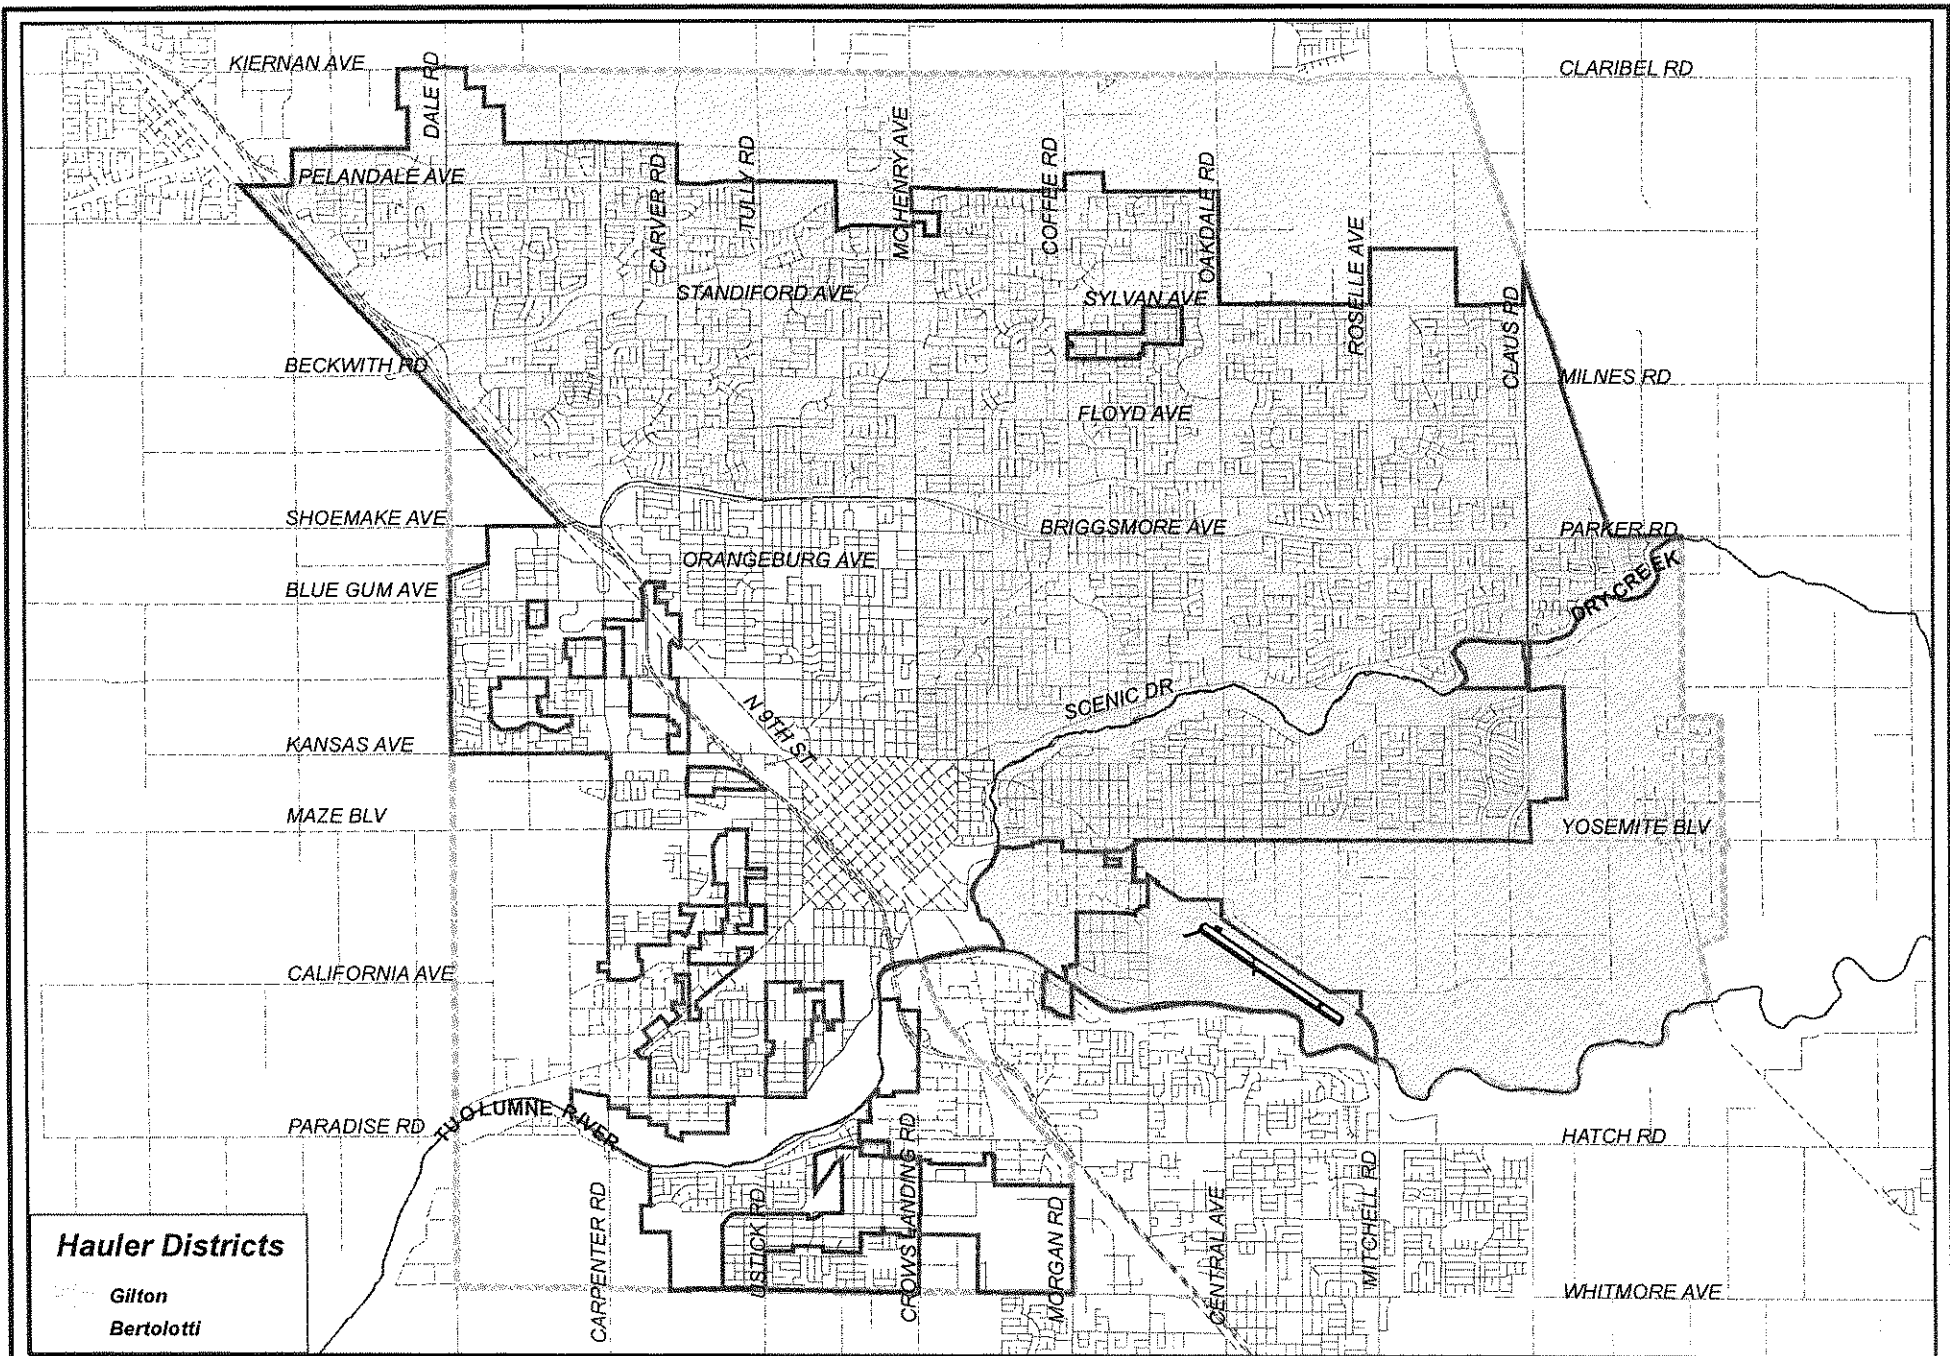 KIERNAN AVE
CLARIBEL RD
DALE RD
PELANDALE AVE
CARVER RD
TULLY RD
MCHENRY AVE
COFFEE RD
OAKDALE RD
ROSELLE AVE
CLAUS RD
STANDIFORD AVE
SYLVAN AVE
BECKWITH RD
MILNES RD
FLOYD AVE
SHOEMAKE AVE
BRIGGSMORE AVE
PARKER RD
ORANGEBURG AVE
BLUE GUM AVE
DRY CREEK
SCENIC DR
N 9TH ST
KANSAS AVE
MAZE BLV
YOSEMITE BLV
CALIFORNIA AVE
PARADISE RD
TUOLUMNE RIVER
HATCH RD
CARPENTER RD
USTICK RD
CROWS LANDING RD
MORGAN RD
CENTRAL AVE
MITCHELL RD
WHITMORE AVE
Hauler Districts
Gilton
Bertolotti